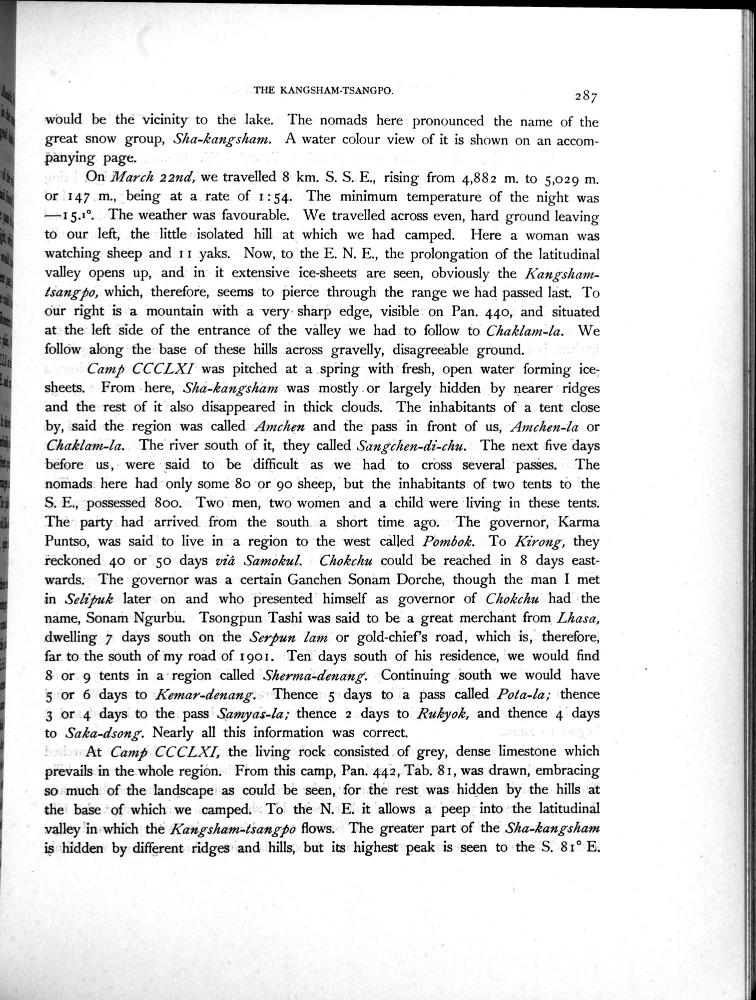 THE KANGSHAM-TSANGPO.
287
would be the vicinity to the lake. The nomads here pronounced the name of the
great snow group, Sha-kangsham. A water colour view of it is shown on an accom-
panying page.
On March 22nd, we travelled 8 km. S. S. E., rising from 4,882 m. to 5,029 m.
or 147 m., being at a rate of 1:54. The minimum temperature of the night was
—15.1°. The weather was favourable. We travelled across even, hard ground leaving
to our left, the little isolated hill at which we had camped. Here a woman was
watching sheep and 11 yaks. Now, to the E. N. E., the prolongation of the latitudinal
valley opens up, and in it extensive ice-sheets are seen, obviously the Kangsham-
tsangpo, which, therefore, seems to pierce through the range we had passed last. To
our right is a mountain with a very sharp edge, visible on Pan. 440, and situated
at the left side of the entrance of the valley we had to follow to Chaklam-la. We
follow along the base of these hills across gravelly, disagreeable ground.
Camp CCCLXI was pitched at a spring with fresh, open water forming ice-
sheets. From here, Sha-kangsham was mostly or largely hidden by nearer ridges
and the rest of it also disappeared in thick clouds. The inhabitants of a tent close
by, said the region was called Amchen and the pass in front of us, Amchen-la or
Chaklam-la. The river south of it, they called Sangchen-di-chu. The next five days
before us, were said to be difficult as we had to cross several passes. The
nomads here had only some 80 or 90 sheep, but the inhabitants of two tents to the
S. E., possessed 800. Two men, two women and a child were living in these tents.
The party had arrived from the south a short time ago. The governor, Karma
Puntso, was said to live in a region to the west called Pombok. To Kirong, they
reckoned 40 or 50 days viâ Samokul. Chokchu could be reached in 8 days east-
wards. The governor was a certain Ganchen Sonam Dorche, though the man I met
in Selipuk later on and who presented himself as governor of Chokchu had the
name, Sonam Ngurbu. Tsongpun Tashi was said to be a great merchant from Lhasa,
dwelling 7 days south on the Serpun lam or gold-chief's road, which is, therefore,
far to the south of my road of 1901. Ten days south of his residence, we would find
8 or 9 tents in a region called Sherma-denang. Continuing south we would have
5 or 6 days to Kemar-denang. Thence 5 days to a pass called Pota-la; thence
3 or 4 days to the pass Samyas-la; thence 2 days to Rukyok, and thence 4 days
to Saka-dsong. Nearly all this information was correct.
At Camp CCCLXI, the living rock consisted of grey, dense limestone which
prevails in the whole region. From this camp, Pan. 442, Tab. 81, was drawn, embracing
so much of the landscape as could be seen, for the rest was hidden by the hills at
the base of which we camped. To the N. E. it allows a peep into the latitudinal
valley in which the Kangsham-tsangpo flows. The greater part of the Sha-kangsham
is hidden by different ridges and hills, but its highest peak is seen to the S. 81° E.